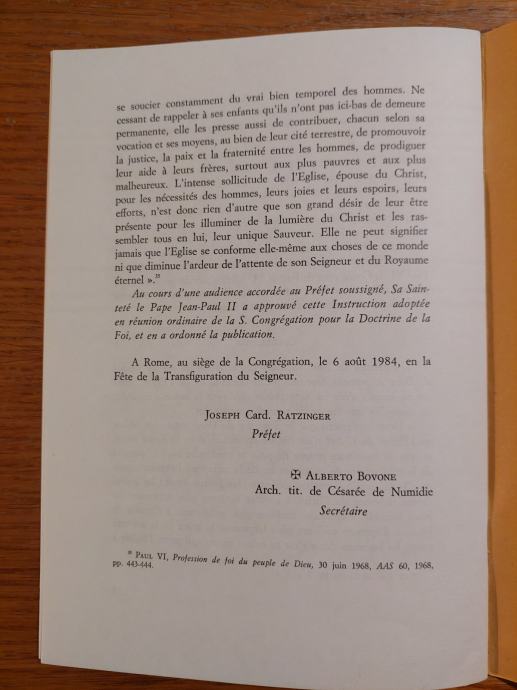 se soucier constamment du vrai bien temporel des hommes. Ne
cessant de rappeler à ses enfants qu'ils n'ont pas ici-bas de demeure
permanente, elle les presse aussi de contribuer, chacun selon sa
vocation et ses moyens, au bien de leur cité terrestre, de promouvoir
la justice, la paix et la fraternité entre les hommes, de prodiguer
leur aide à leurs frères, surtout aux plus pauvres et aux plus
malheureux. L'intense sollicitude de l'Eglise, épouse du Christ,
pour les nécessités des hommes, leurs joies et leurs espoirs, leurs
efforts, n'est donc rien d'autre que son grand désir de leur être
présente pour les illuminer de la lumière du Christ et les ras-
sembler tous en lui, leur unique Sauveur. Elle ne peut signifier
jamais que l'Eglise se conforme elle-même aux choses de ce monde
ni que diminue l'ardeur de l'attente de son Seigneur et du Royaume
éternel ».
Au cours d'une audience accordée au Préfet soussigné, Sa Sain-
teté le Pape Jean-Paul II a approuvé cette Instruction adoptée
en réunion ordinaire de la S. Congrégation pour la Doctrine de la
Foi, et en a ordonné la publication.
A Rome, au siège de la Congrégation, le 6 août 1984, en la
Fête de la Transfiguration du Seigneur.
JOSEPH Card. RATZINGER
Préfet
✠ ALBERTO BOVONE
Arch. tit. de Césarée de Numidie
Secrétaire
PAUL VI, Profession de foi du peuple de Dieu, 30 juin 1968, AAS 60, 1968,
pp. 443-444.